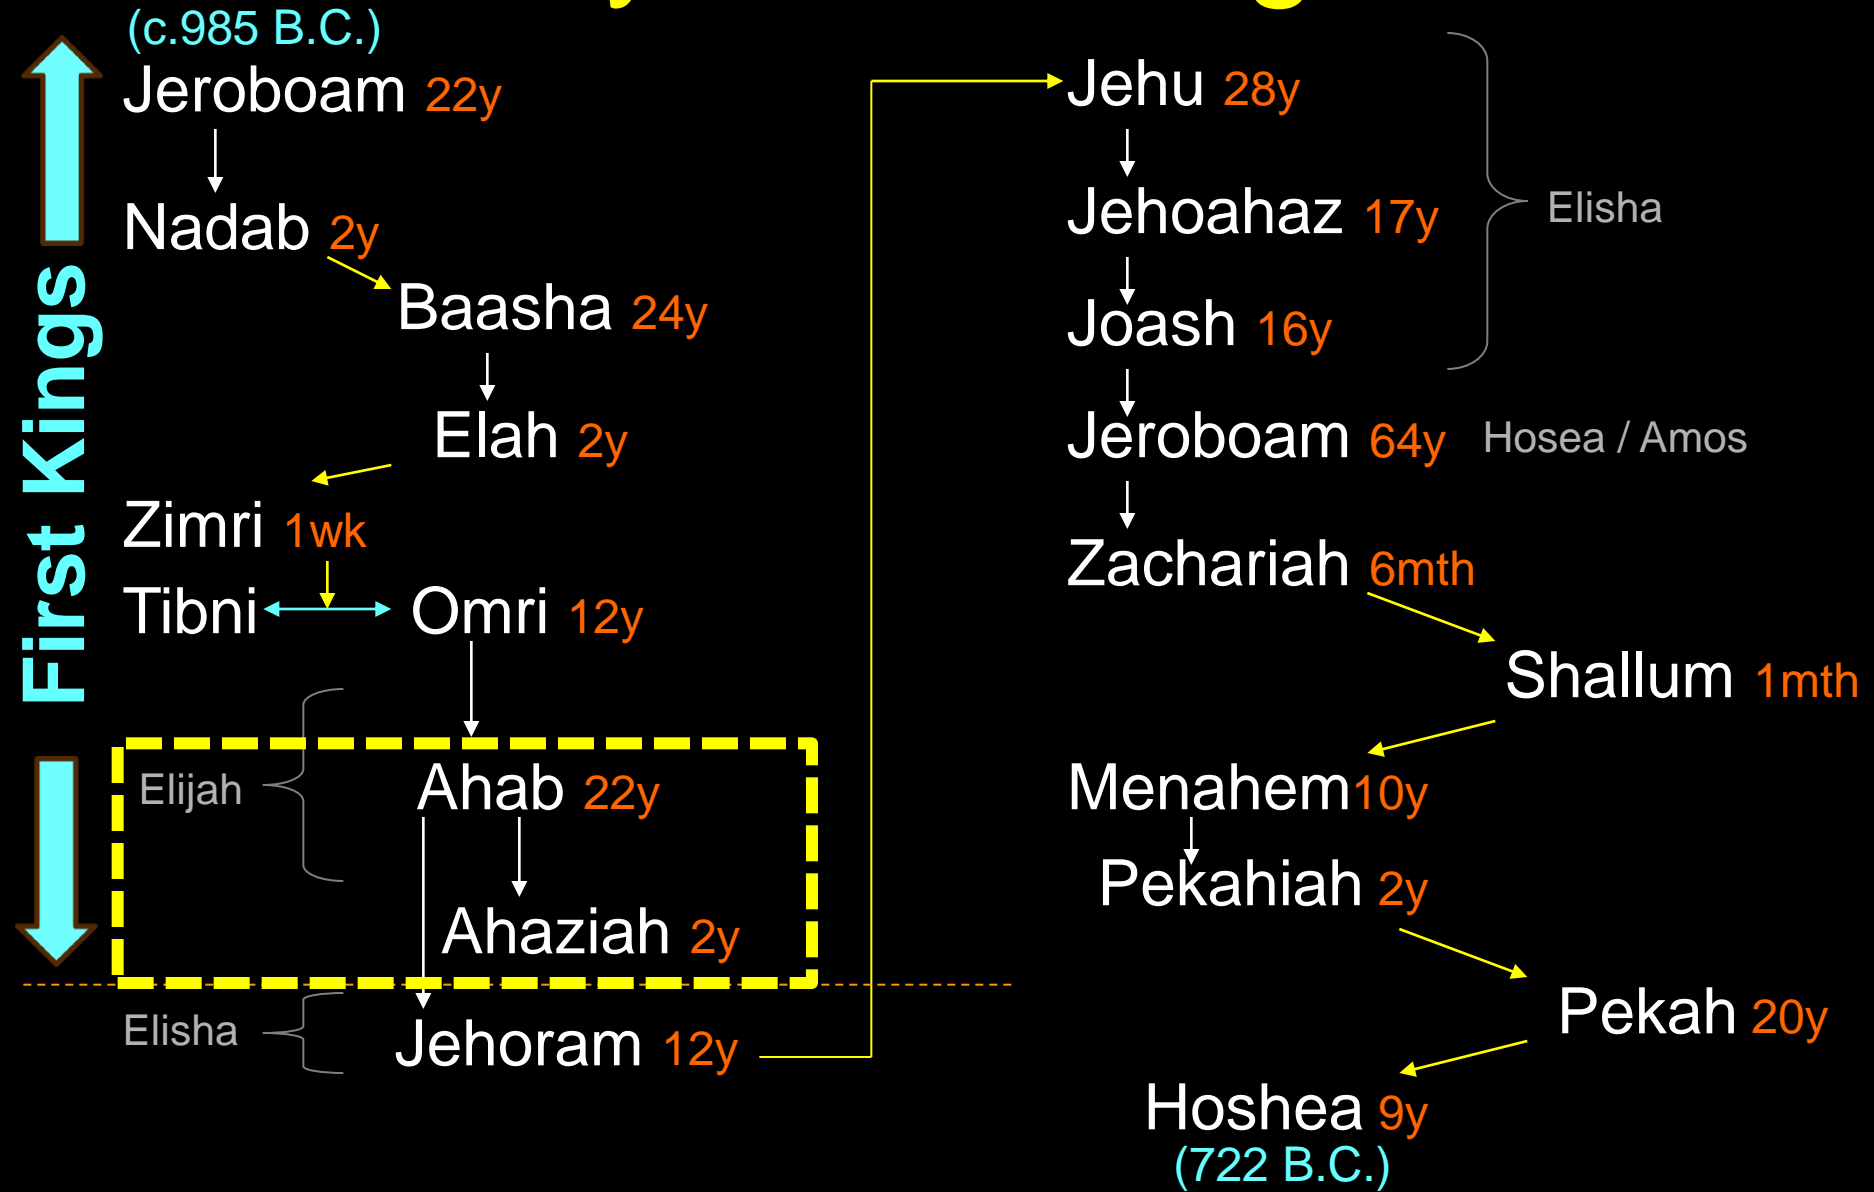 (c.985 B.C.)
Jeroboam 22y
Nadab 2y
Baasha 24y
Elah 2y
Zimri 1wk
Tibni Omri 12y
Elijah
Ahab 22y
Ahaziah 2y
Elisha
Jehoram 12y
First Kings
Jehu 28y
Jehoahaz 17y
Elisha
Joash 16y
Jeroboam 64y Hosea / Amos
Zachariah 6mth
Shallum 1mth
Menahem 10y
Pekahiah 2y
Pekah 20y
Hoshea 9y
(722 B.C.)